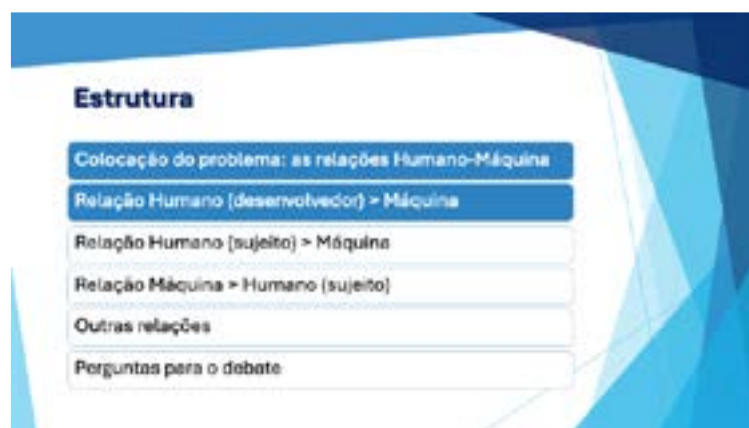 Estrutura
Colocação do problema: as relações Humano-Máquina
Relação Humano (desenvolvedor) > Máquina
Relação Humano (sujeito) > Máquina
Relação Máquina > Humano (sujeito)
Outras relações
Perguntas para o debate